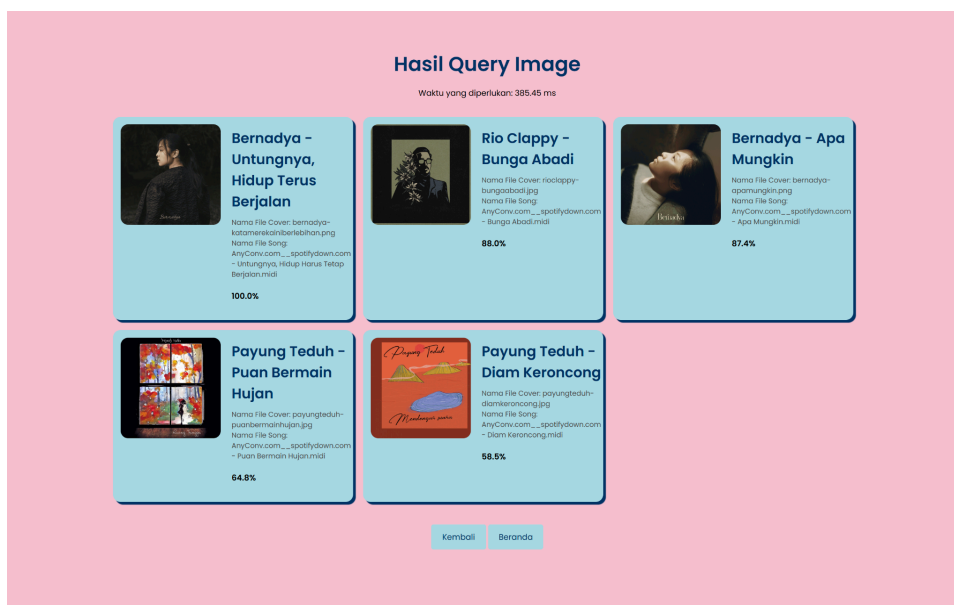 Hasil Query Image
Waktu yang diperlukan: 385.45 ms
Bernadya -
Untungnya,
Hidup Terus
Berjalan
Nama File Cover: bernadya-
katamerekainiberlebihan.png
Nama File Song:
AnyConv.com__spotifydown.com
- Untungnya, Hidup Harus Tetap
Berjalan.midi
100.0%
Bernadya
Rio Clappy -
Bunga Abadi
Nama File Cover: rioclappy-
bungaabadi.jpg
Nama File Song:
AnyConv.com__spotifydown.com
- Bunga Abadi.midi
88.0%
Bernadya
Bernadya - Apa
Mungkin
Nama File Cover: bernadya-
apamungkin.png
Nama File Song:
AnyConv.com__spotifydown.com
- Apa Mungkin.midi
87.4%
Payung Teduh -
Puan Bermain
Hujan
Nama File Cover: payungteduh-
puanbermainhujan.jpg
Nama File Song:
AnyConv.com__spotifydown.com
- Puan Bermain Hujan.midi
64.8%
Payung Teduh
Payung Teduh -
Diam Keroncong
Nama File Cover: payungteduh-
diamkeroncong.jpg
Nama File Song:
AnyConv.com__spotifydown.com
- Diam Keroncong.midi
58.5%
Kembali
Beranda